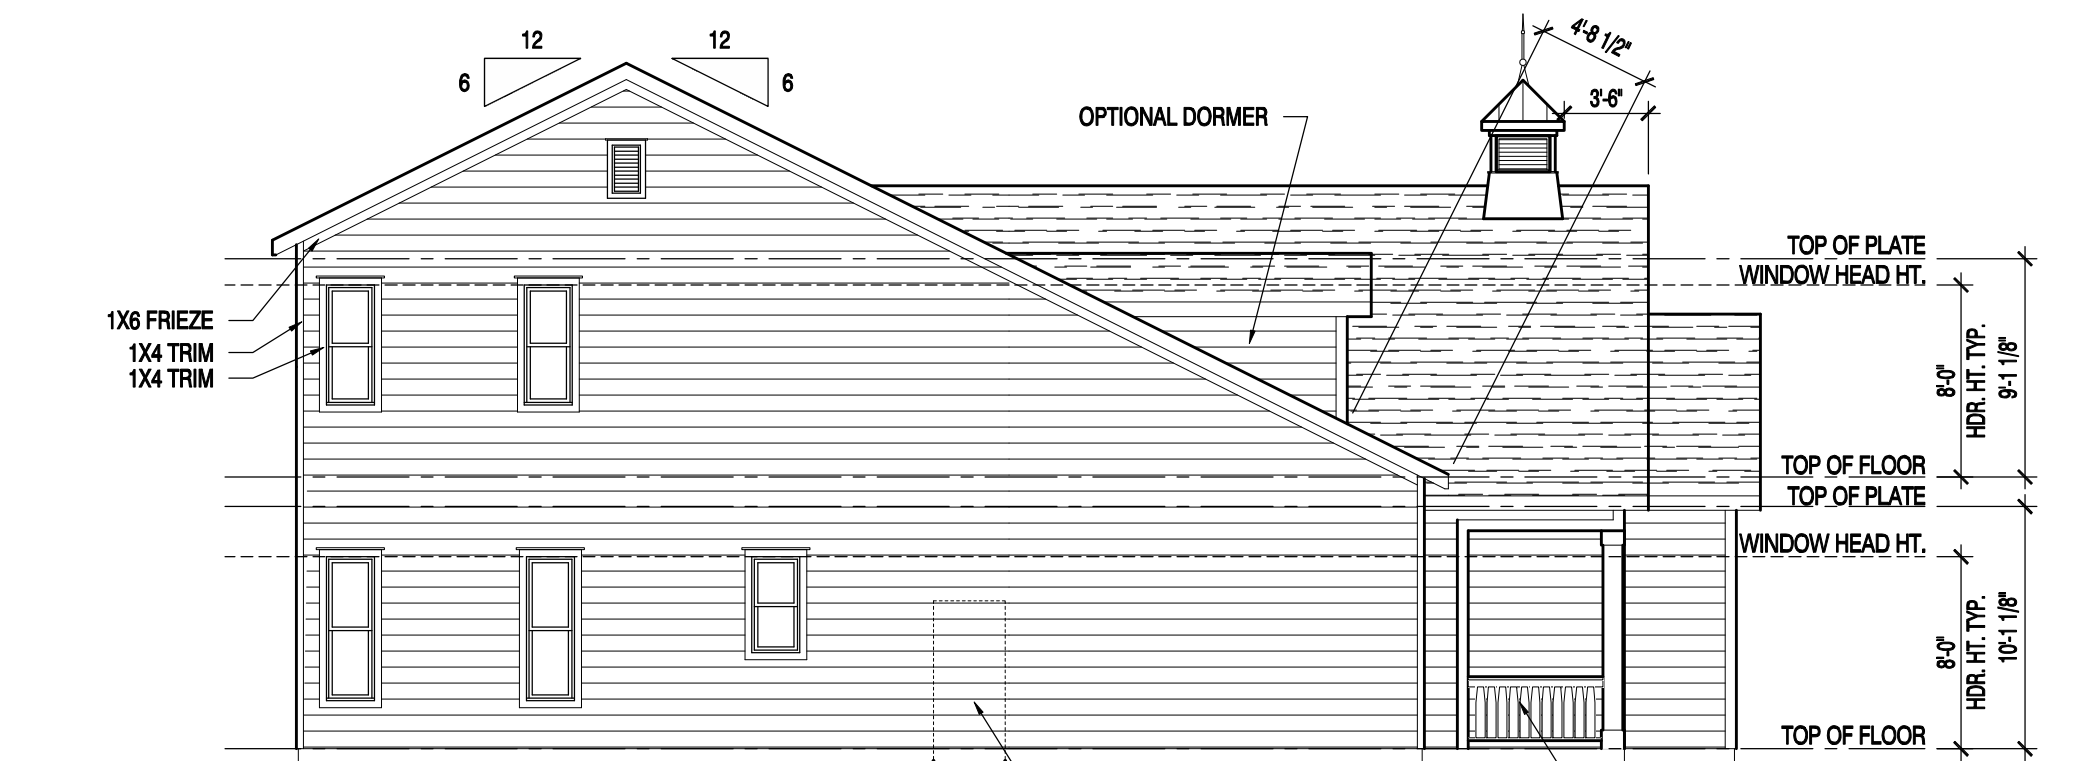 12
12
6
6
4'-8 1/2"
3'-6"
OPTIONAL DORMER
TOP OF PLATE
WINDOW HEAD HT.
1X6 FRIEZE
1X4 TRIM
1X4 TRIM
8'-0"
HDR. HT. TYP.
9'-1 1/8"
TOP OF FLOOR
TOP OF PLATE
WINDOW HEAD HT.
8'-0"
HDR. HT. TYP.
10'-1 1/8"
TOP OF FLOOR